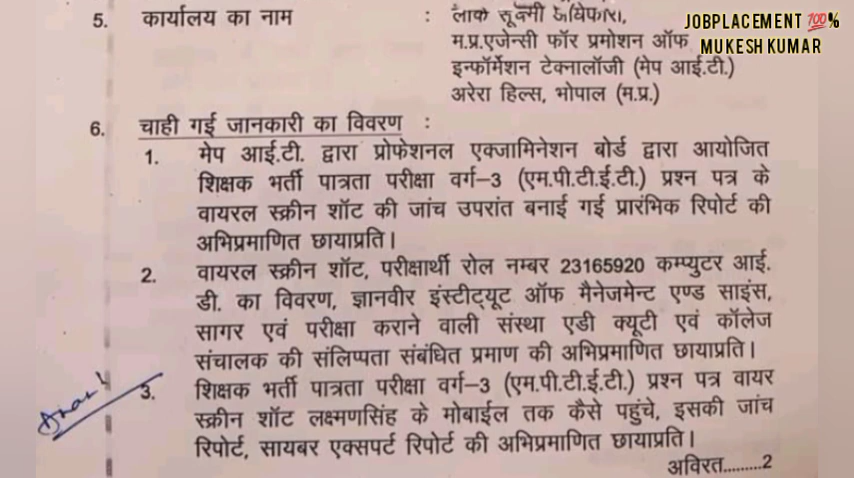 JOBPLACEMENT 💯%
MUKESH KUMAR
5. कार्यालय का नाम : लोक सूचना अधिकारी,
म.प्र.एजेन्सी फॉर प्रमोशन ऑफ
इन्फॉर्मेशन टेक्नालॉजी (मेप आई.टी.)
अरेरा हिल्स, भोपाल (म.प्र.)
6. चाही गई जानकारी का विवरण :
1. मेप आई.टी. द्वारा प्रोफेशनल एक्जामिनेशन बोर्ड द्वारा आयोजित
शिक्षक भर्ती पात्रता परीक्षा वर्ग–3 (एम.पी.टी.ई.टी.) प्रश्न पत्र के
वायरल स्क्रीन शॉट की जांच उपरांत बनाई गई प्रारंभिक रिपोर्ट की
अभिप्रमाणित छायाप्रति।
2. वायरल स्क्रीन शॉट, परीक्षार्थी रोल नम्बर 23165920 कम्प्युटर आई.
डी. का विवरण, ज्ञानवीर इंस्टीट्यूट ऑफ मैनेजमेन्ट एण्ड साइंस,
सागर एवं परीक्षा कराने वाली संस्था एडी क्यूटी एवं कॉलेज
संचालक की संलिप्पता संबंधित प्रमाण की अभिप्रमाणित छायाप्रति।
3. शिक्षक भर्ती पात्रता परीक्षा वर्ग–3 (एम.पी.टी.ई.टी.) प्रश्न पत्र वायर
स्क्रीन शॉट लक्ष्मणसिंह के मोबाईल तक कैसे पहुंचे, इसकी जांच
रिपोर्ट, सायबर एक्सपर्ट रिपोर्ट की अभिप्रमाणित छायाप्रति।
अविरत.........2